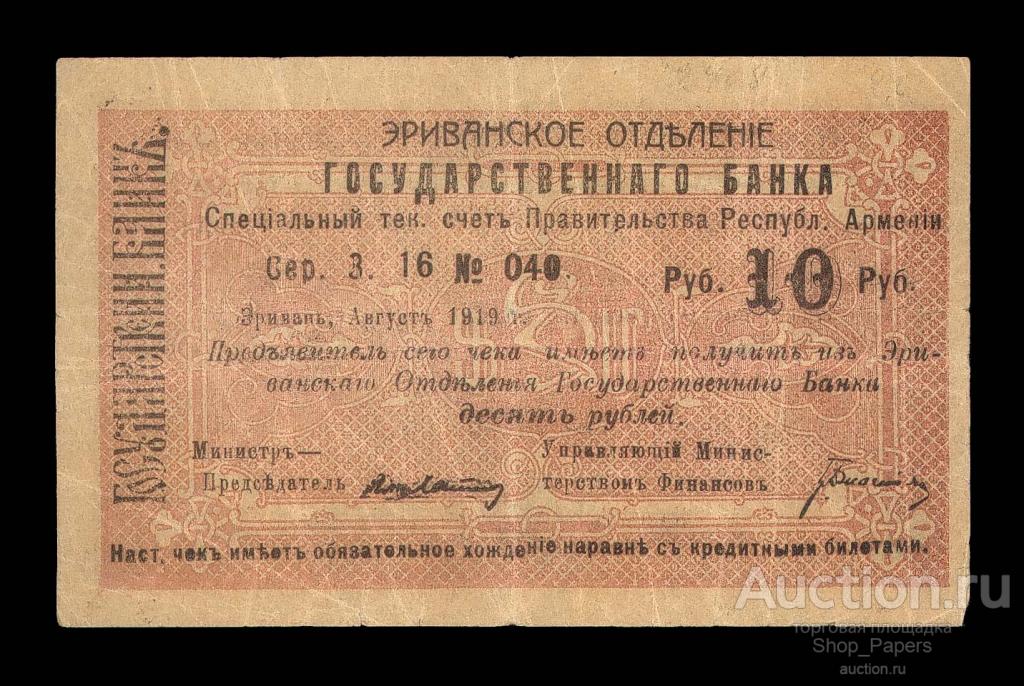 ЭРИВАНСКОЕ ОТДѢЛЕНІЕ
ГОСУДАРСТВЕННАГО БАНКА
Спеціальный тек. счетъ Правительства Республ. Арменіи
Сер. З. 16 № 040.
Руб. 10 Руб.
Эривань, Августъ 1919 г.
Предъявитель сего чека имѣетъ получить изъ Эри-
ванскаго Отдѣленія Государственнаго Банка
десять рублей.
Министръ—
Предсѣдатель
Управляющій Минис-
терствомъ Финансовъ
Наст. чекъ имѣетъ обязательное хожденіе наравнѣ съ кредитными билетами.
Auction.ru
торговая площадка
Shop_Papers
auction.ru